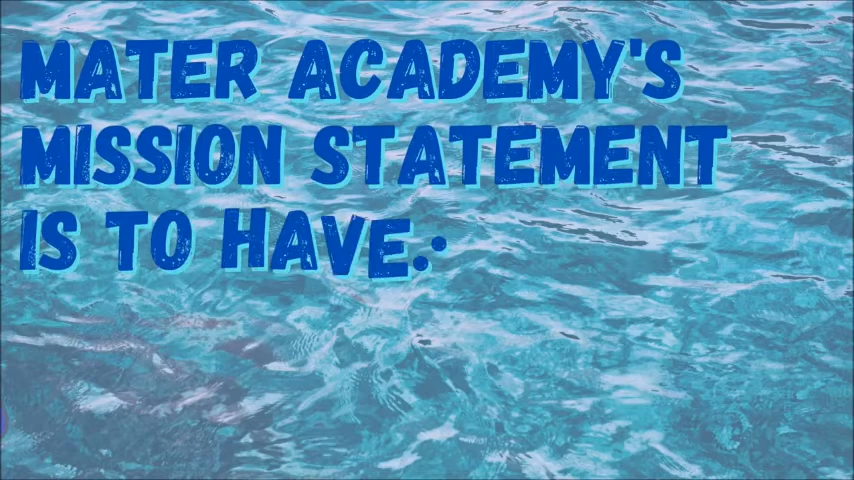 MATER ACADEMY'S
MISSION STATEMENT
IS TO HAVE..